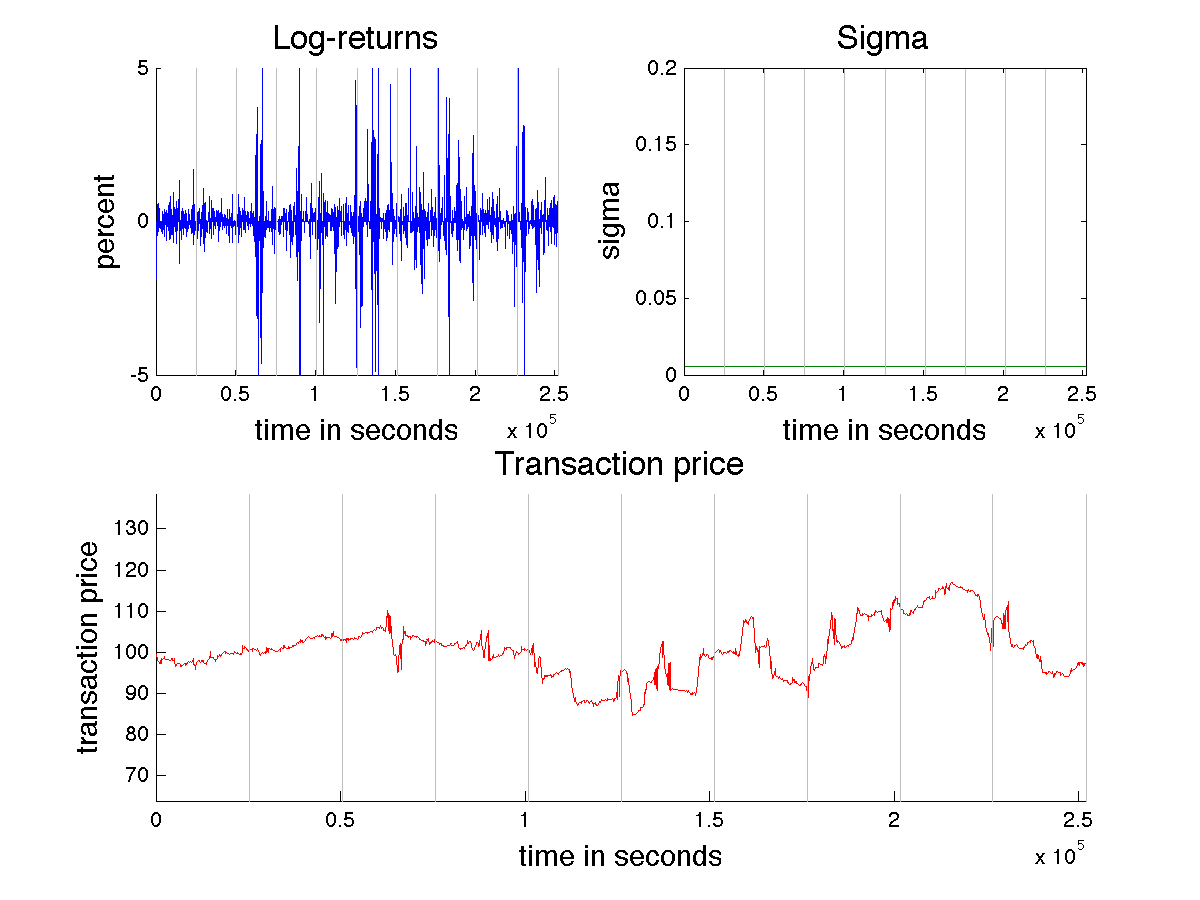 Log-returns
5
0
-5
percent
0 0.5 1 1.5 2 2.5
time in seconds
x 10^5
Sigma
0.2
0.15
0.1
0.05
0
sigma
0 0.5 1 1.5 2 2.5
time in seconds
x 10^5
Transaction price
130
120
110
100
90
80
70
transaction price
0 0.5 1 1.5 2 2.5
time in seconds
x 10^5